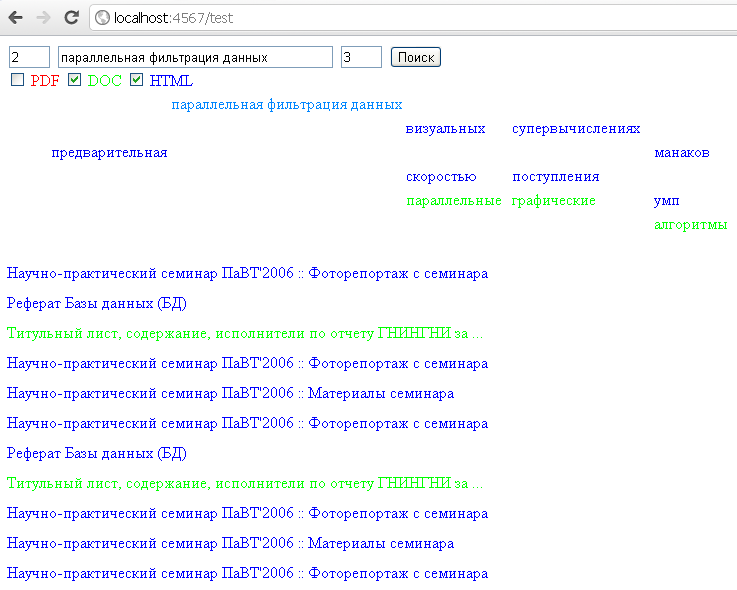 localhost:4567/test
2 параллельная фильтрация данных 3 Поиск
PDF DOC HTML
параллельная фильтрация данных
визуальных супервычислениях
предварительная манаков
скоростью поступления
параллельные графические умп
алгоритмы
Научно-практический семинар ПаВТ'2006 :: Фоторепортаж с семинара
Реферат Базы данных (БД)
Титульный лист, содержание, исполнители по отчету ГНИНГНИ за ...
Научно-практический семинар ПаВТ'2006 :: Фоторепортаж с семинара
Научно-практический семинар ПаВТ'2006 :: Материалы семинара
Научно-практический семинар ПаВТ'2006 :: Фоторепортаж с семинара
Реферат Базы данных (БД)
Титульный лист, содержание, исполнители по отчету ГНИНГНИ за ...
Научно-практический семинар ПаВТ'2006 :: Фоторепортаж с семинара
Научно-практический семинар ПаВТ'2006 :: Материалы семинара
Научно-практический семинар ПаВТ'2006 :: Фоторепортаж с семинара